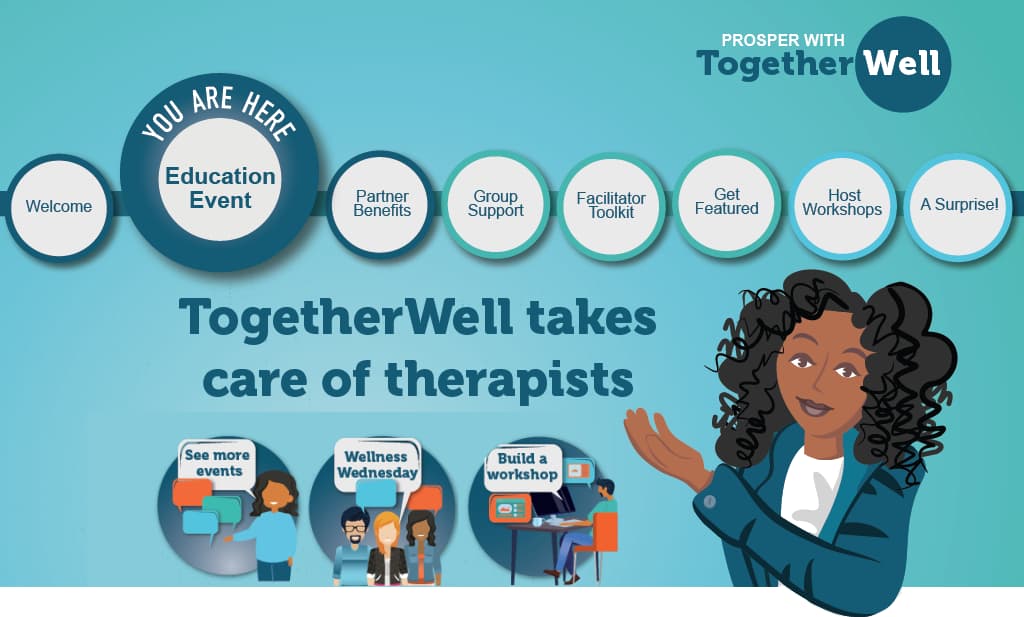 PROSPER WITH
TogetherWell
YOU ARE HERE
Welcome
Education
Event
Partner
Benefits
Group
Support
Facilitator
Toolkit
Get
Featured
Host
Workshops
A Surprise!
TogetherWell takes
care of therapists
See more
events
Wellness
Wednesday
Build a
workshop